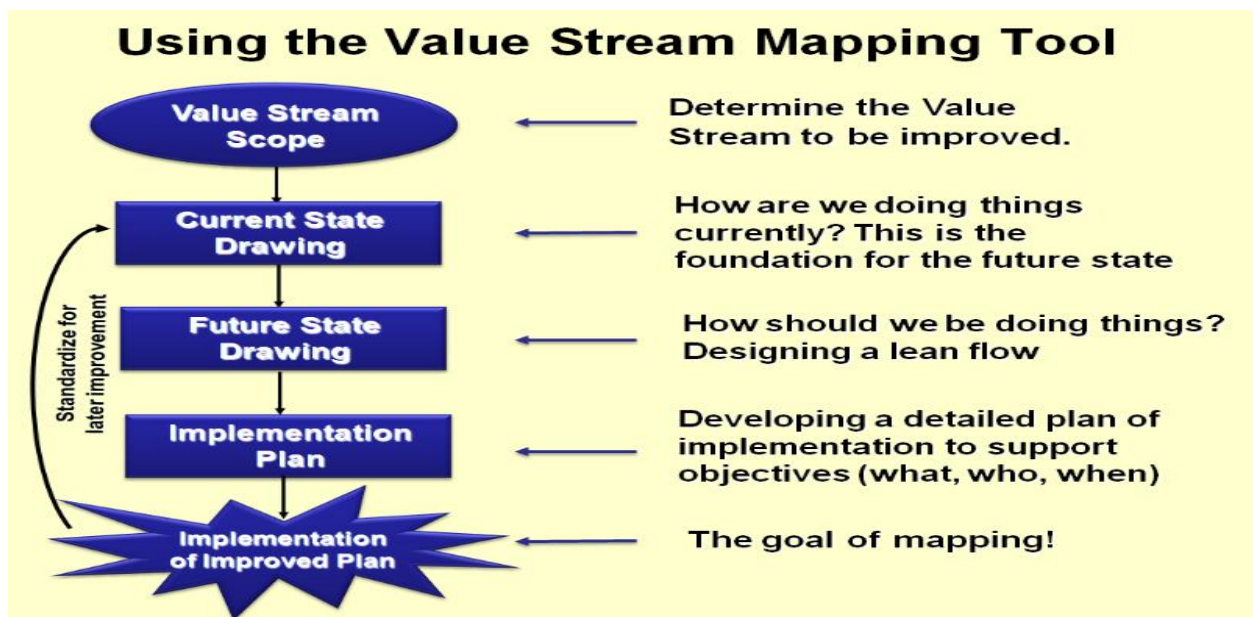 Using the Value Stream Mapping Tool
Value Stream
Scope
Determine the Value
Stream to be improved.
Current State
Drawing
How are we doing things
currently? This is the
foundation for the future state
Future State
Drawing
How should we be doing things?
Designing a lean flow
Implementation
Plan
Developing a detailed plan of
implementation to support
objectives (what, who, when)
Implementation
of Improved Plan
The goal of mapping!
Standardize for
later improvement